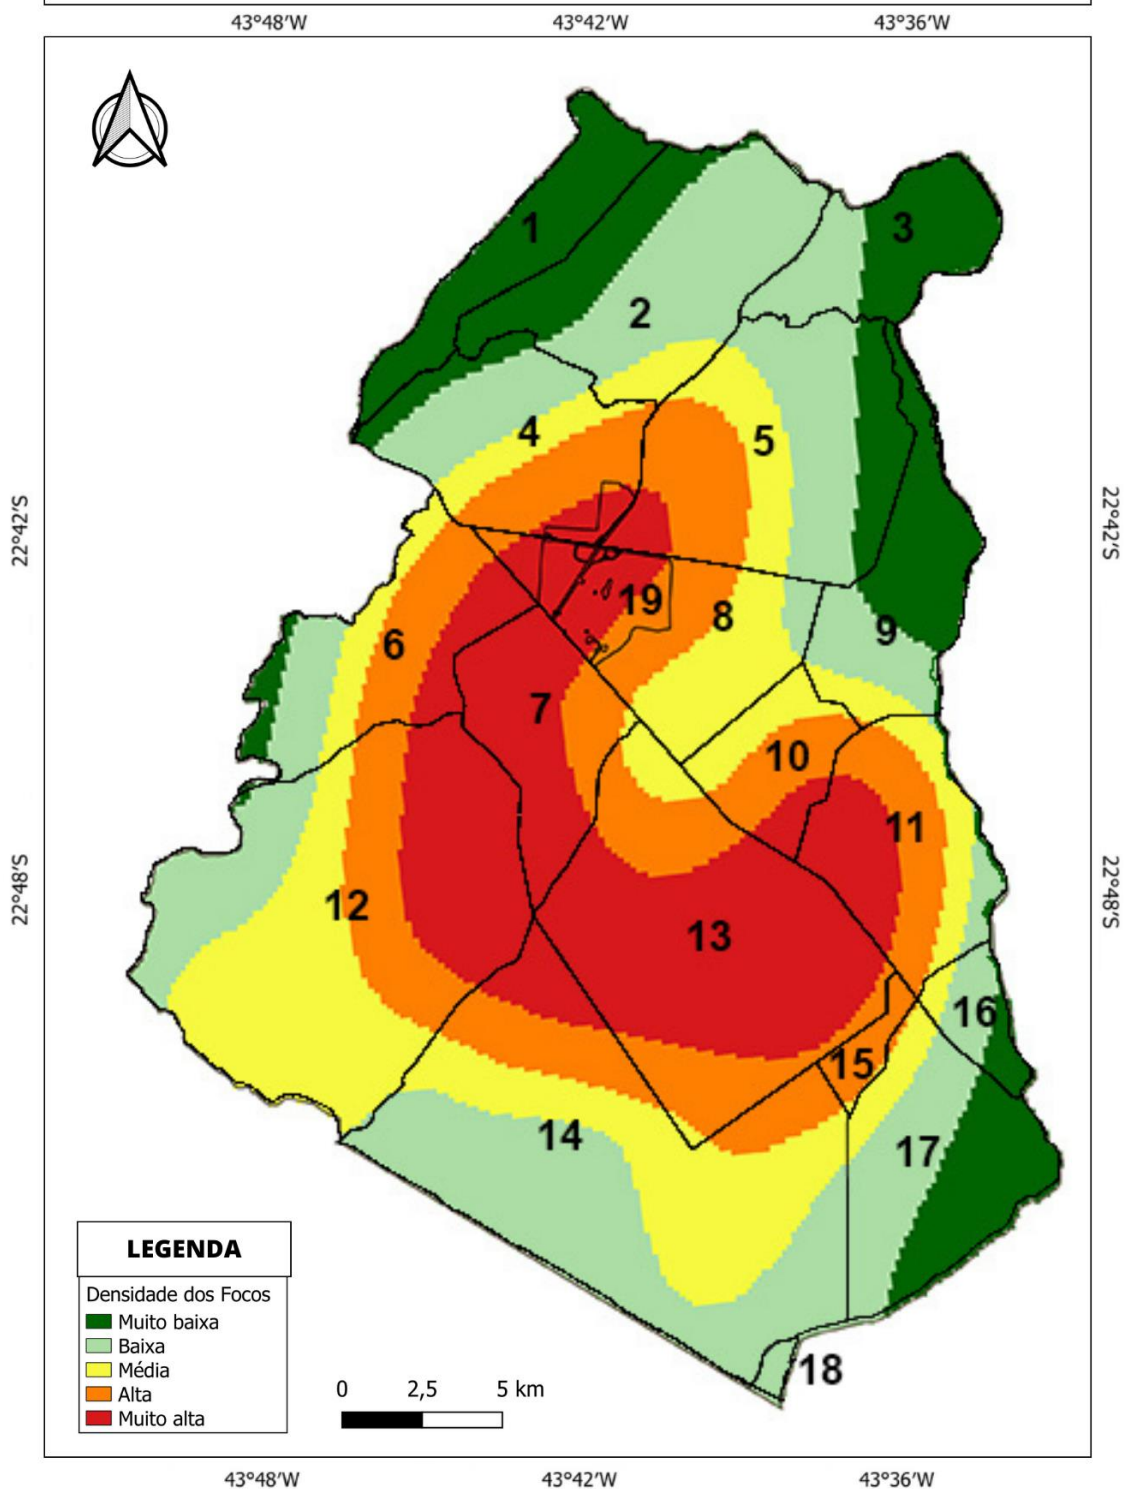 43°48'W 43°42'W 43°36'W
1
3
2
4
5
22°42'S
22°42'S
19
8
6
9
7
10
11
22°48'S
22°48'S
12
13
16
15
14
17
LEGENDA
Densidade dos Focos
Muito baixa
Baixa
Média
Alta
Muito alta
0 2,5 5 km
18
43°48'W 43°42'W 43°36'W